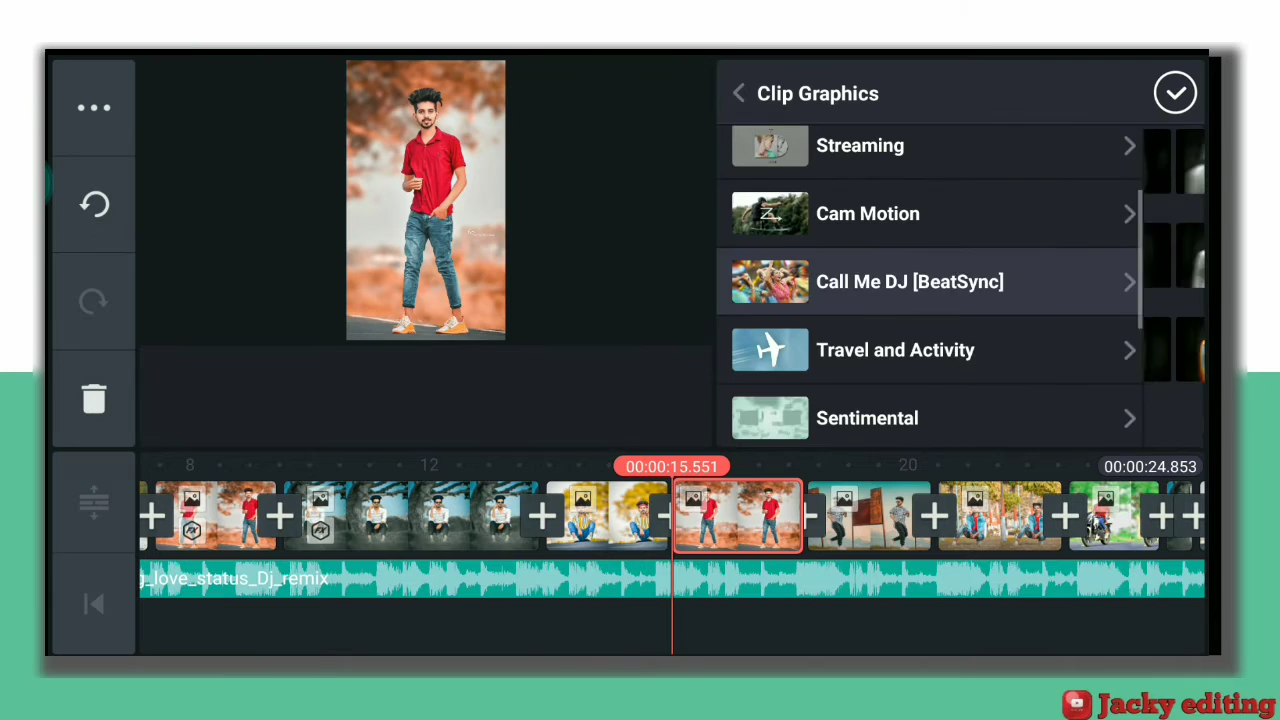 Clip Graphics
Streaming
Cam Motion
Call Me DJ [BeatSync]
Travel and Activity
Sentimental
8
12
00:00:15.551
20
00:00:24.853
g_love_status_Dj_remix
Jacky editing